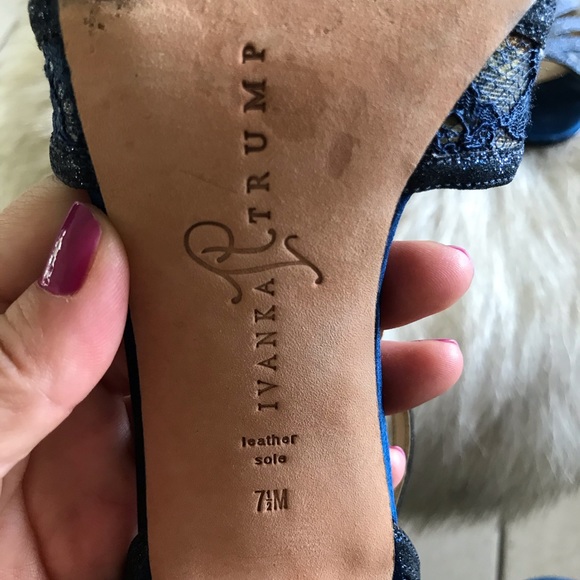 IVANKA TRUMP
leather
sole
7½M